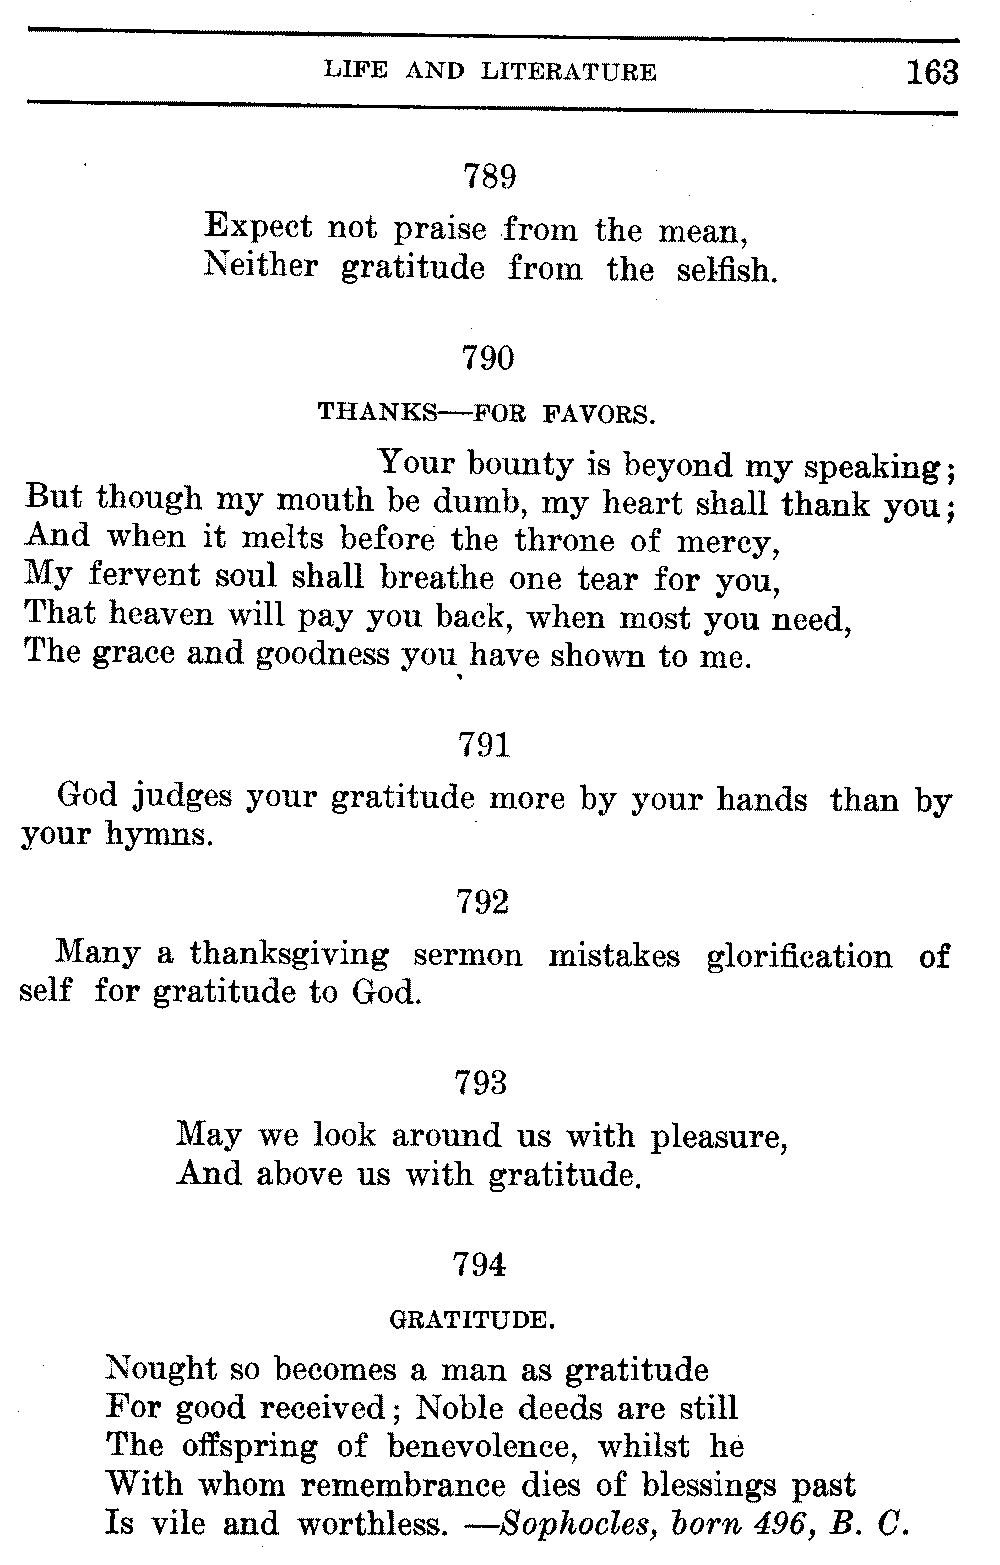 LIFE AND LITERATURE 163
789
Expect not praise from the mean,
Neither gratitude from the selfish.
790
THANKS—FOR FAVORS.
Your bounty is beyond my speaking;
But though my mouth be dumb, my heart shall thank you;
And when it melts before the throne of mercy,
My fervent soul shall breathe one tear for you,
That heaven will pay you back, when most you need,
The grace and goodness you have shown to me.
791
God judges your gratitude more by your hands than by
your hymns.
792
Many a thanksgiving sermon mistakes glorification of
self for gratitude to God.
793
May we look around us with pleasure,
And above us with gratitude.
794
GRATITUDE.
Nought so becomes a man as gratitude
For good received; Noble deeds are still
The offspring of benevolence, whilst he
With whom remembrance dies of blessings past
Is vile and worthless. —Sophocles, born 496, B. C.